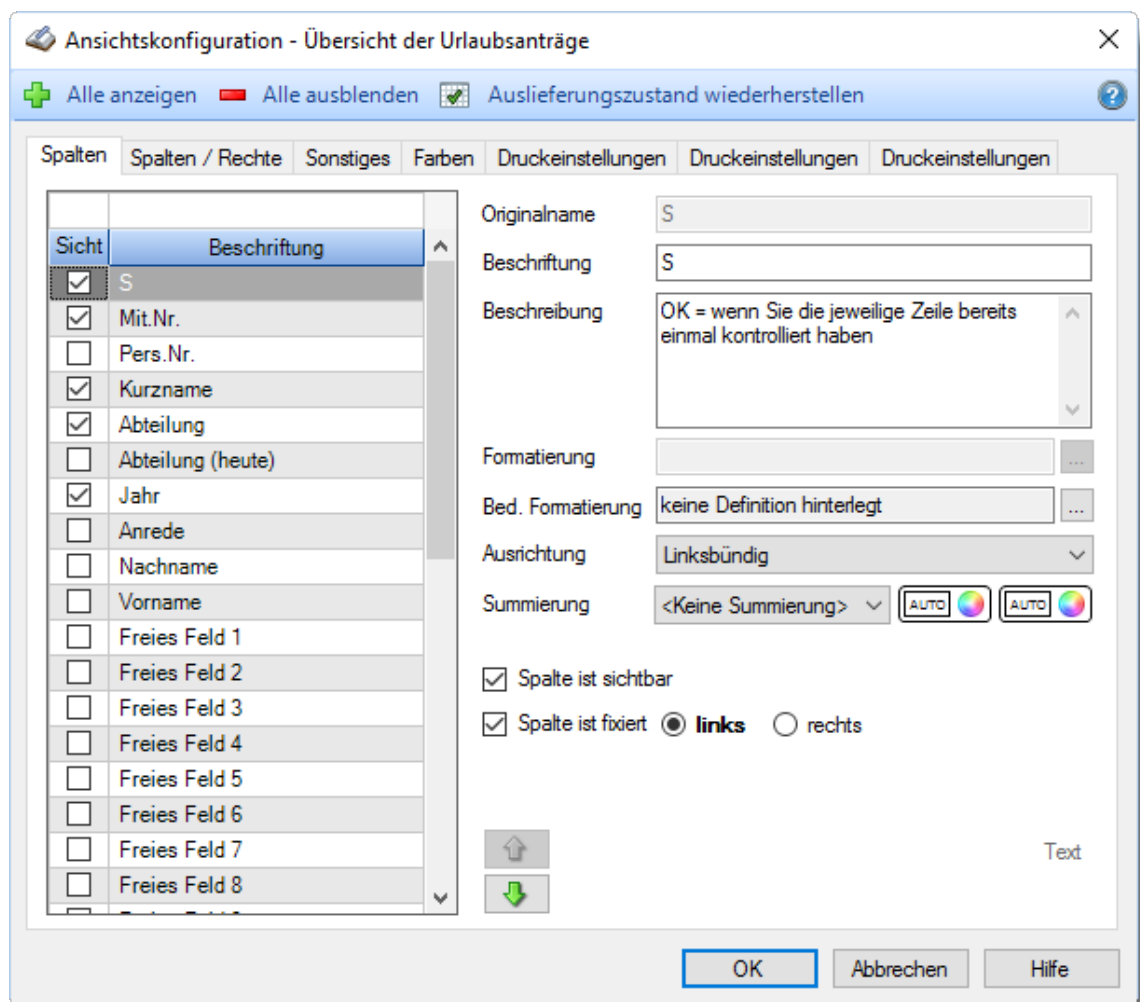 Ansichtskonfiguration - Übersicht der Urlaubsanträge
Alle anzeigen Alle ausblenden Auslieferungszustand wiederherstellen
Spalten Spalten / Rechte Sonstiges Farben Druckeinstellungen Druckeinstellungen Druckeinstellungen
Sicht Beschriftung
S
Mit.Nr.
Pers.Nr.
Kurzname
Abteilung
Abteilung (heute)
Jahr
Anrede
Nachname
Vorname
Freies Feld 1
Freies Feld 2
Freies Feld 3
Freies Feld 4
Freies Feld 5
Freies Feld 6
Freies Feld 7
Freies Feld 8
Originalname S
Beschriftung S
Beschreibung OK = wenn Sie die jeweilige Zeile bereits
einmal kontrolliert haben
Formatierung ...
Bed. Formatierung keine Definition hinterlegt ...
Ausrichtung Linksbündig
Summierung <Keine Summierung> AUTO AUTO
Spalte ist sichtbar
Spalte ist fixiert links rechts
Text
OK Abbrechen Hilfe